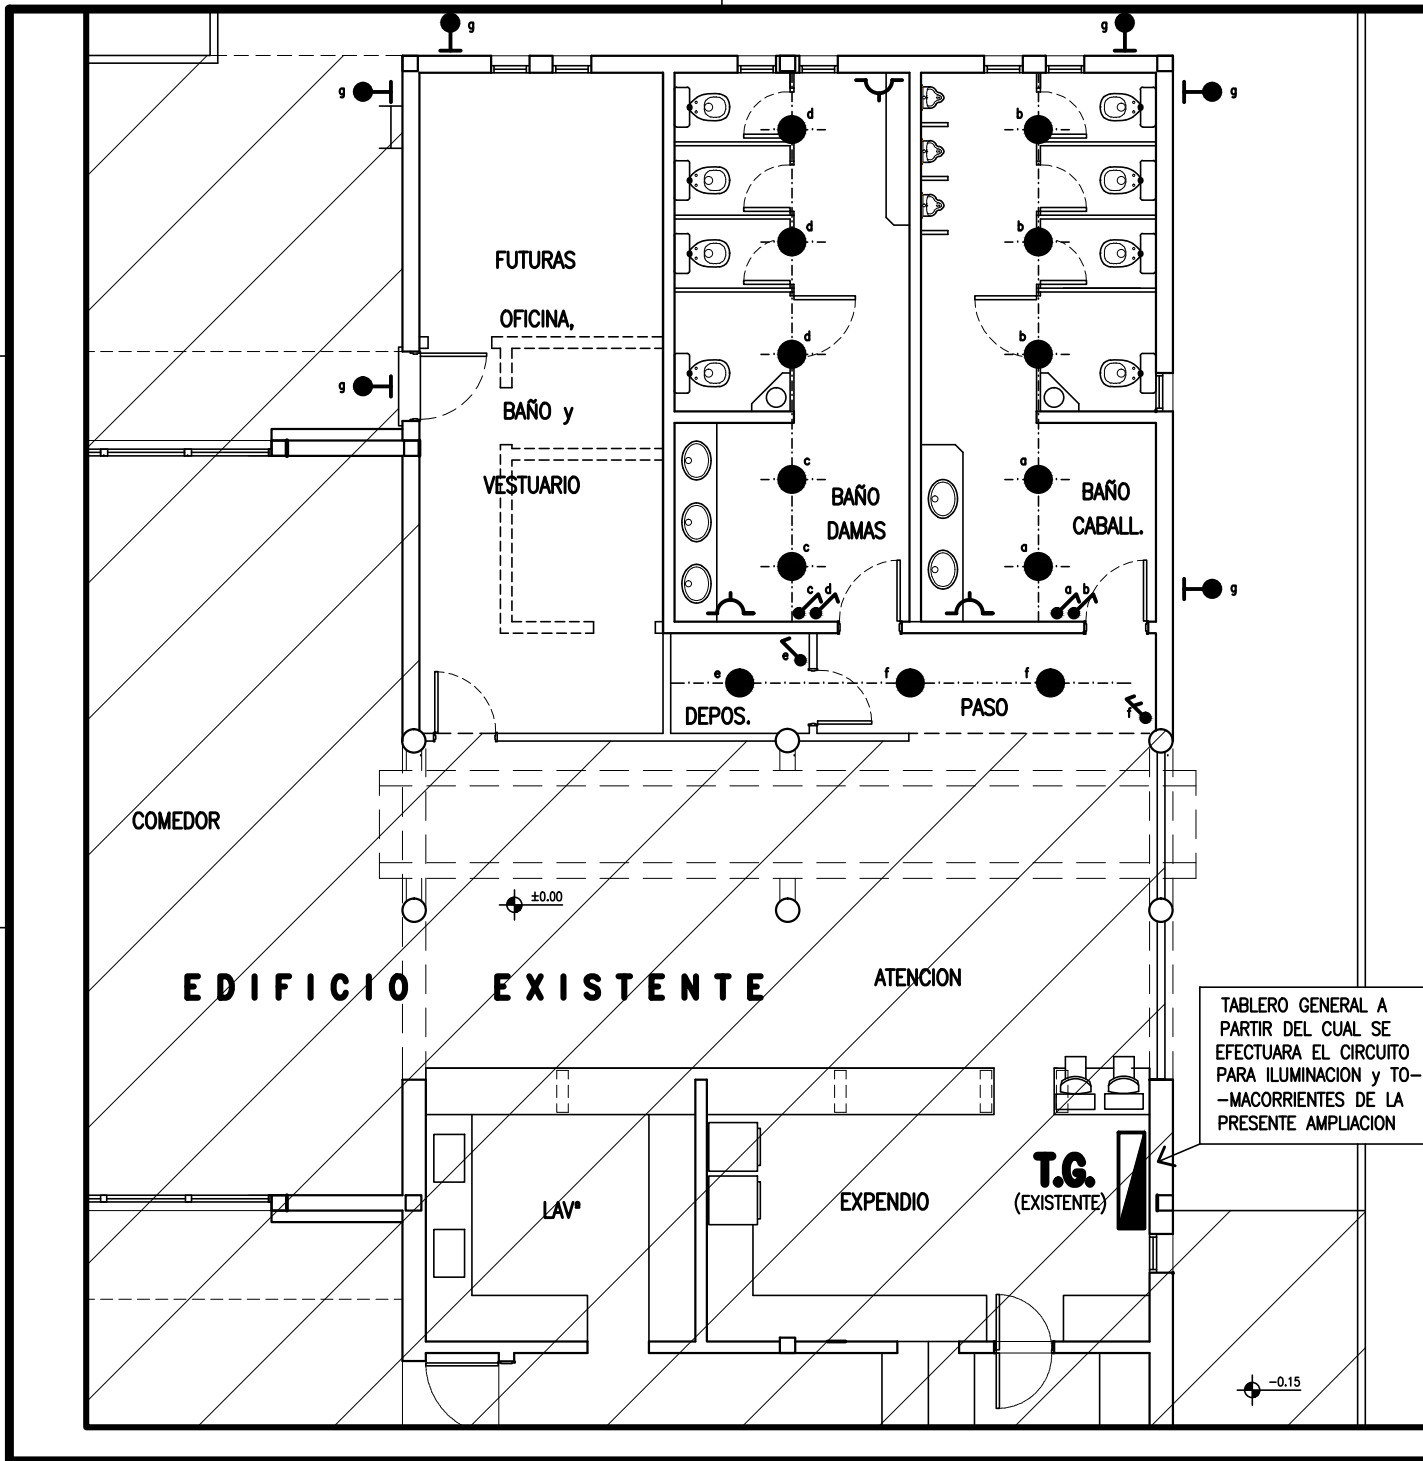 g
g
g
g
d
b
d
b
FUTURAS
OFICINA,
d
b
g
BAÑO y
c
a
VESTUARIO
BAÑO
DAMAS
BAÑO
CABALL.
c
a
c d
a b
g
e
e
f
f
DEPOS.
PASO
f
COMEDOR
±0.00
EDIFICIO EXISTENTE
ATENCION
TABLERO GENERAL A
PARTIR DEL CUAL SE
EFECTUARA EL CIRCUITO
PARA ILUMINACION y TO-
-MACORRIENTES DE LA
PRESENTE AMPLIACION
T.G.
(EXISTENTE)
LAVª
EXPENDIO
-0.15